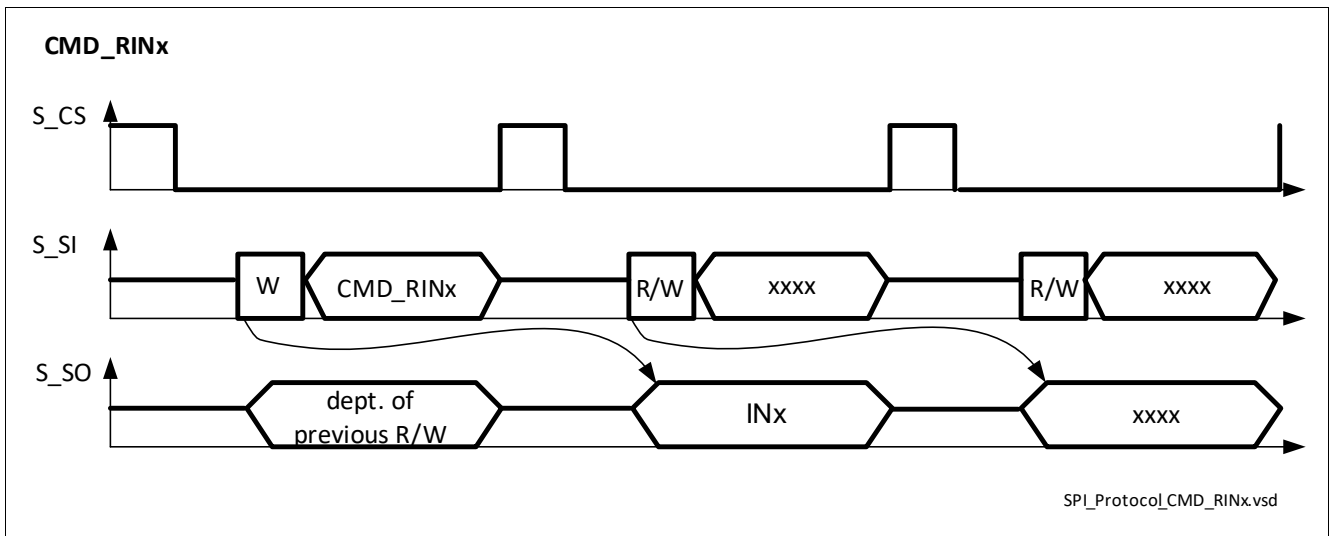 CMD_RINx
S_CS
S_SI
W
CMD_RINx
R/W
xxxx
R/W
xxxx
S_SO
dept. of
previous R/W
INx
xxxx
SPI_Protocol_CMD_RINx.vsd